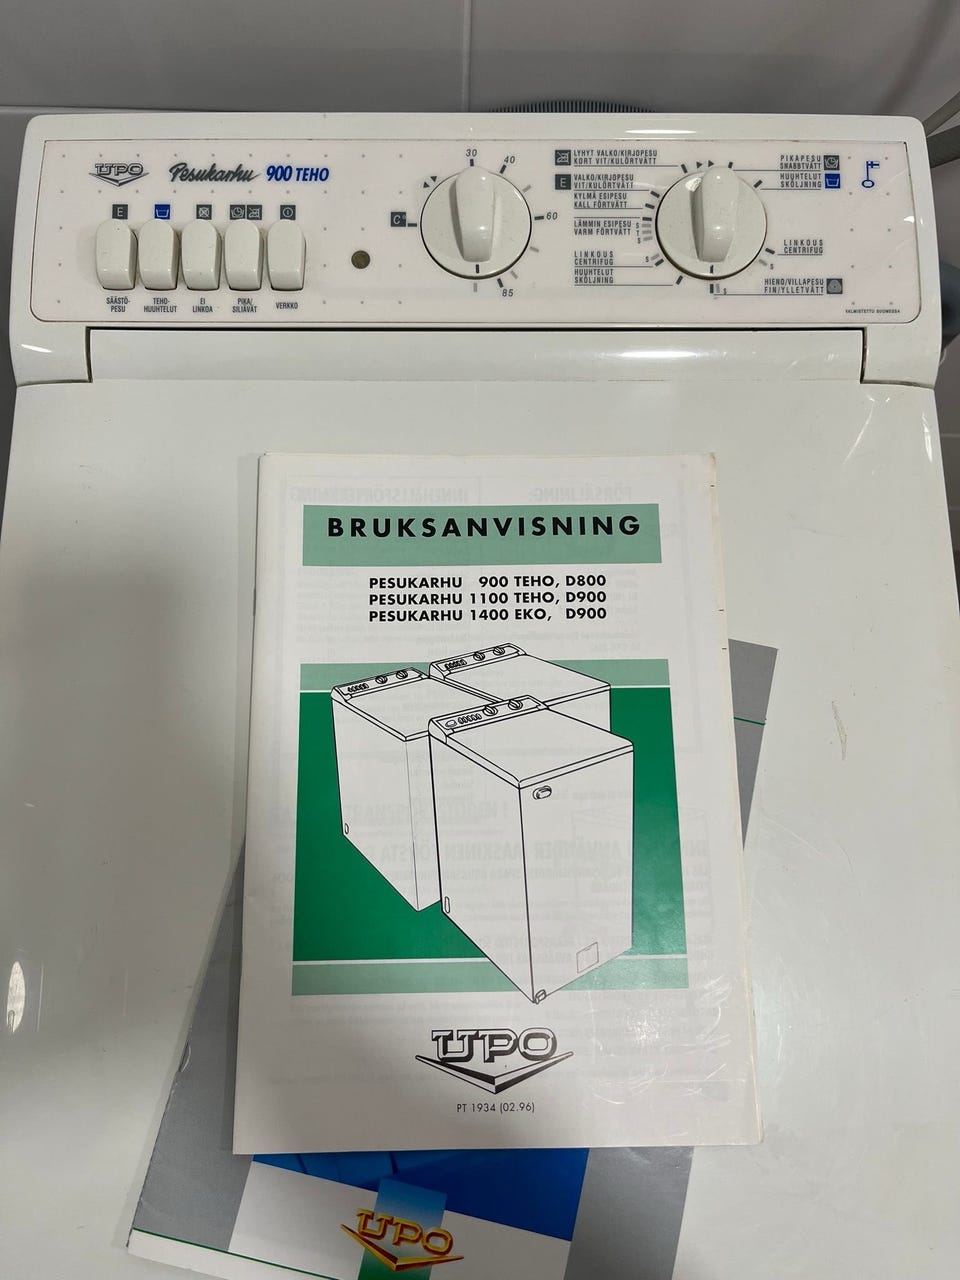 UPO
Pesukarhu 900 TEHO
E
SÄÄSTÖ-
PESU
TEHO-
HUUHTELUT
EI
LINKOA
PIKA/
SILIÄVÄT
VERKKO
30
40
60
85
C°
LYHYT VALKO/KIRJOPESU
KORT VIT/KULÖRTVÄTT
E
VALKO/KIRJOPESU
VIT/KULÖRTVÄTT
KYLMÄ ESIPESU
KALL FÖRTVÄTT
LÄMMIN ESIPESU
VARM FÖRTVÄTT
S
T
S
LINKOUS
CENTRIFUG
S
HUUHTELUT
SKÖLJNING
PIKAPESU
SNABBTVÄTT
HUUHTELUT
SKÖLJNING
LINKOUS
CENTRIFUG
S
HIENO/VILLAPESU
FIN/YLLETVÄTT
S
VALMISTETTU SUOMESSA
BRUKSANVISNING
PESUKARHU 900 TEHO, D800
PESUKARHU 1100 TEHO, D900
PESUKARHU 1400 EKO, D900
UPO
PT 1934 (02.96)
UPO